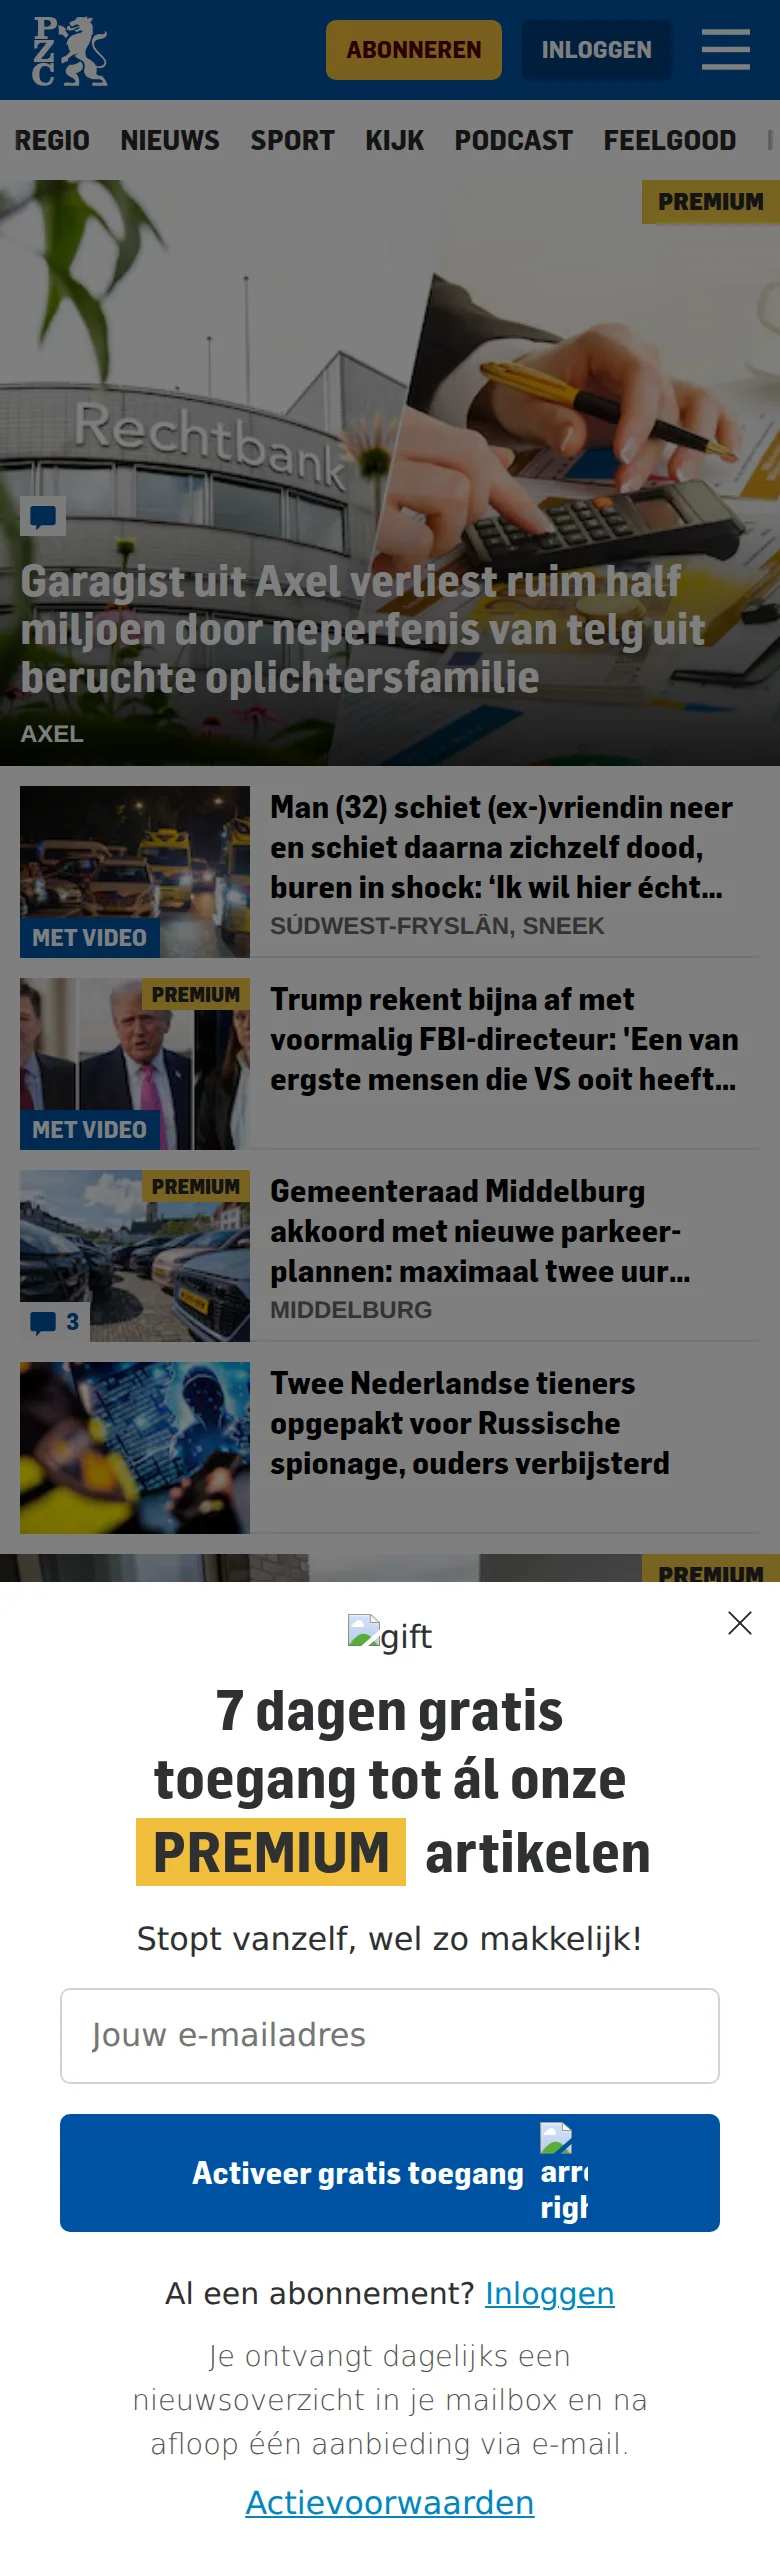 PZC
ABONNEREN
INLOGGEN
REGIO NIEUWS SPORT KIJK PODCAST FEELGOOD
PREMIUM
Rechtbank
Garagist uit Axel verliest ruim half
miljoen door neperfenis van telg uit
beruchte oplichtersfamilie
AXEL
Man (32) schiet (ex-)vriendin neer
en schiet daarna zichzelf dood,
buren in shock: ‘Ik wil hier écht...
SÚDWEST-FRYSLÂN, SNEEK
MET VIDEO
PREMIUM
Trump rekent bijna af met
voormalig FBI-directeur: 'Een van
ergste mensen die VS ooit heeft...
MET VIDEO
PREMIUM
Gemeenteraad Middelburg
akkoord met nieuwe parkeer-
plannen: maximaal twee uur...
MIDDELBURG
3
Twee Nederlandse tieners
opgepakt voor Russische
spionage, ouders verbijsterd
PREMIUM
gift
7 dagen gratis
toegang tot ál onze
PREMIUM artikelen
Stopt vanzelf, wel zo makkelijk!
Jouw e-mailadres
Activeer gratis toegang
Al een abonnement? Inloggen
Je ontvangt dagelijks een
nieuwsoverzicht in je mailbox en na
afloop één aanbieding via e-mail.
Actievoorwaarden